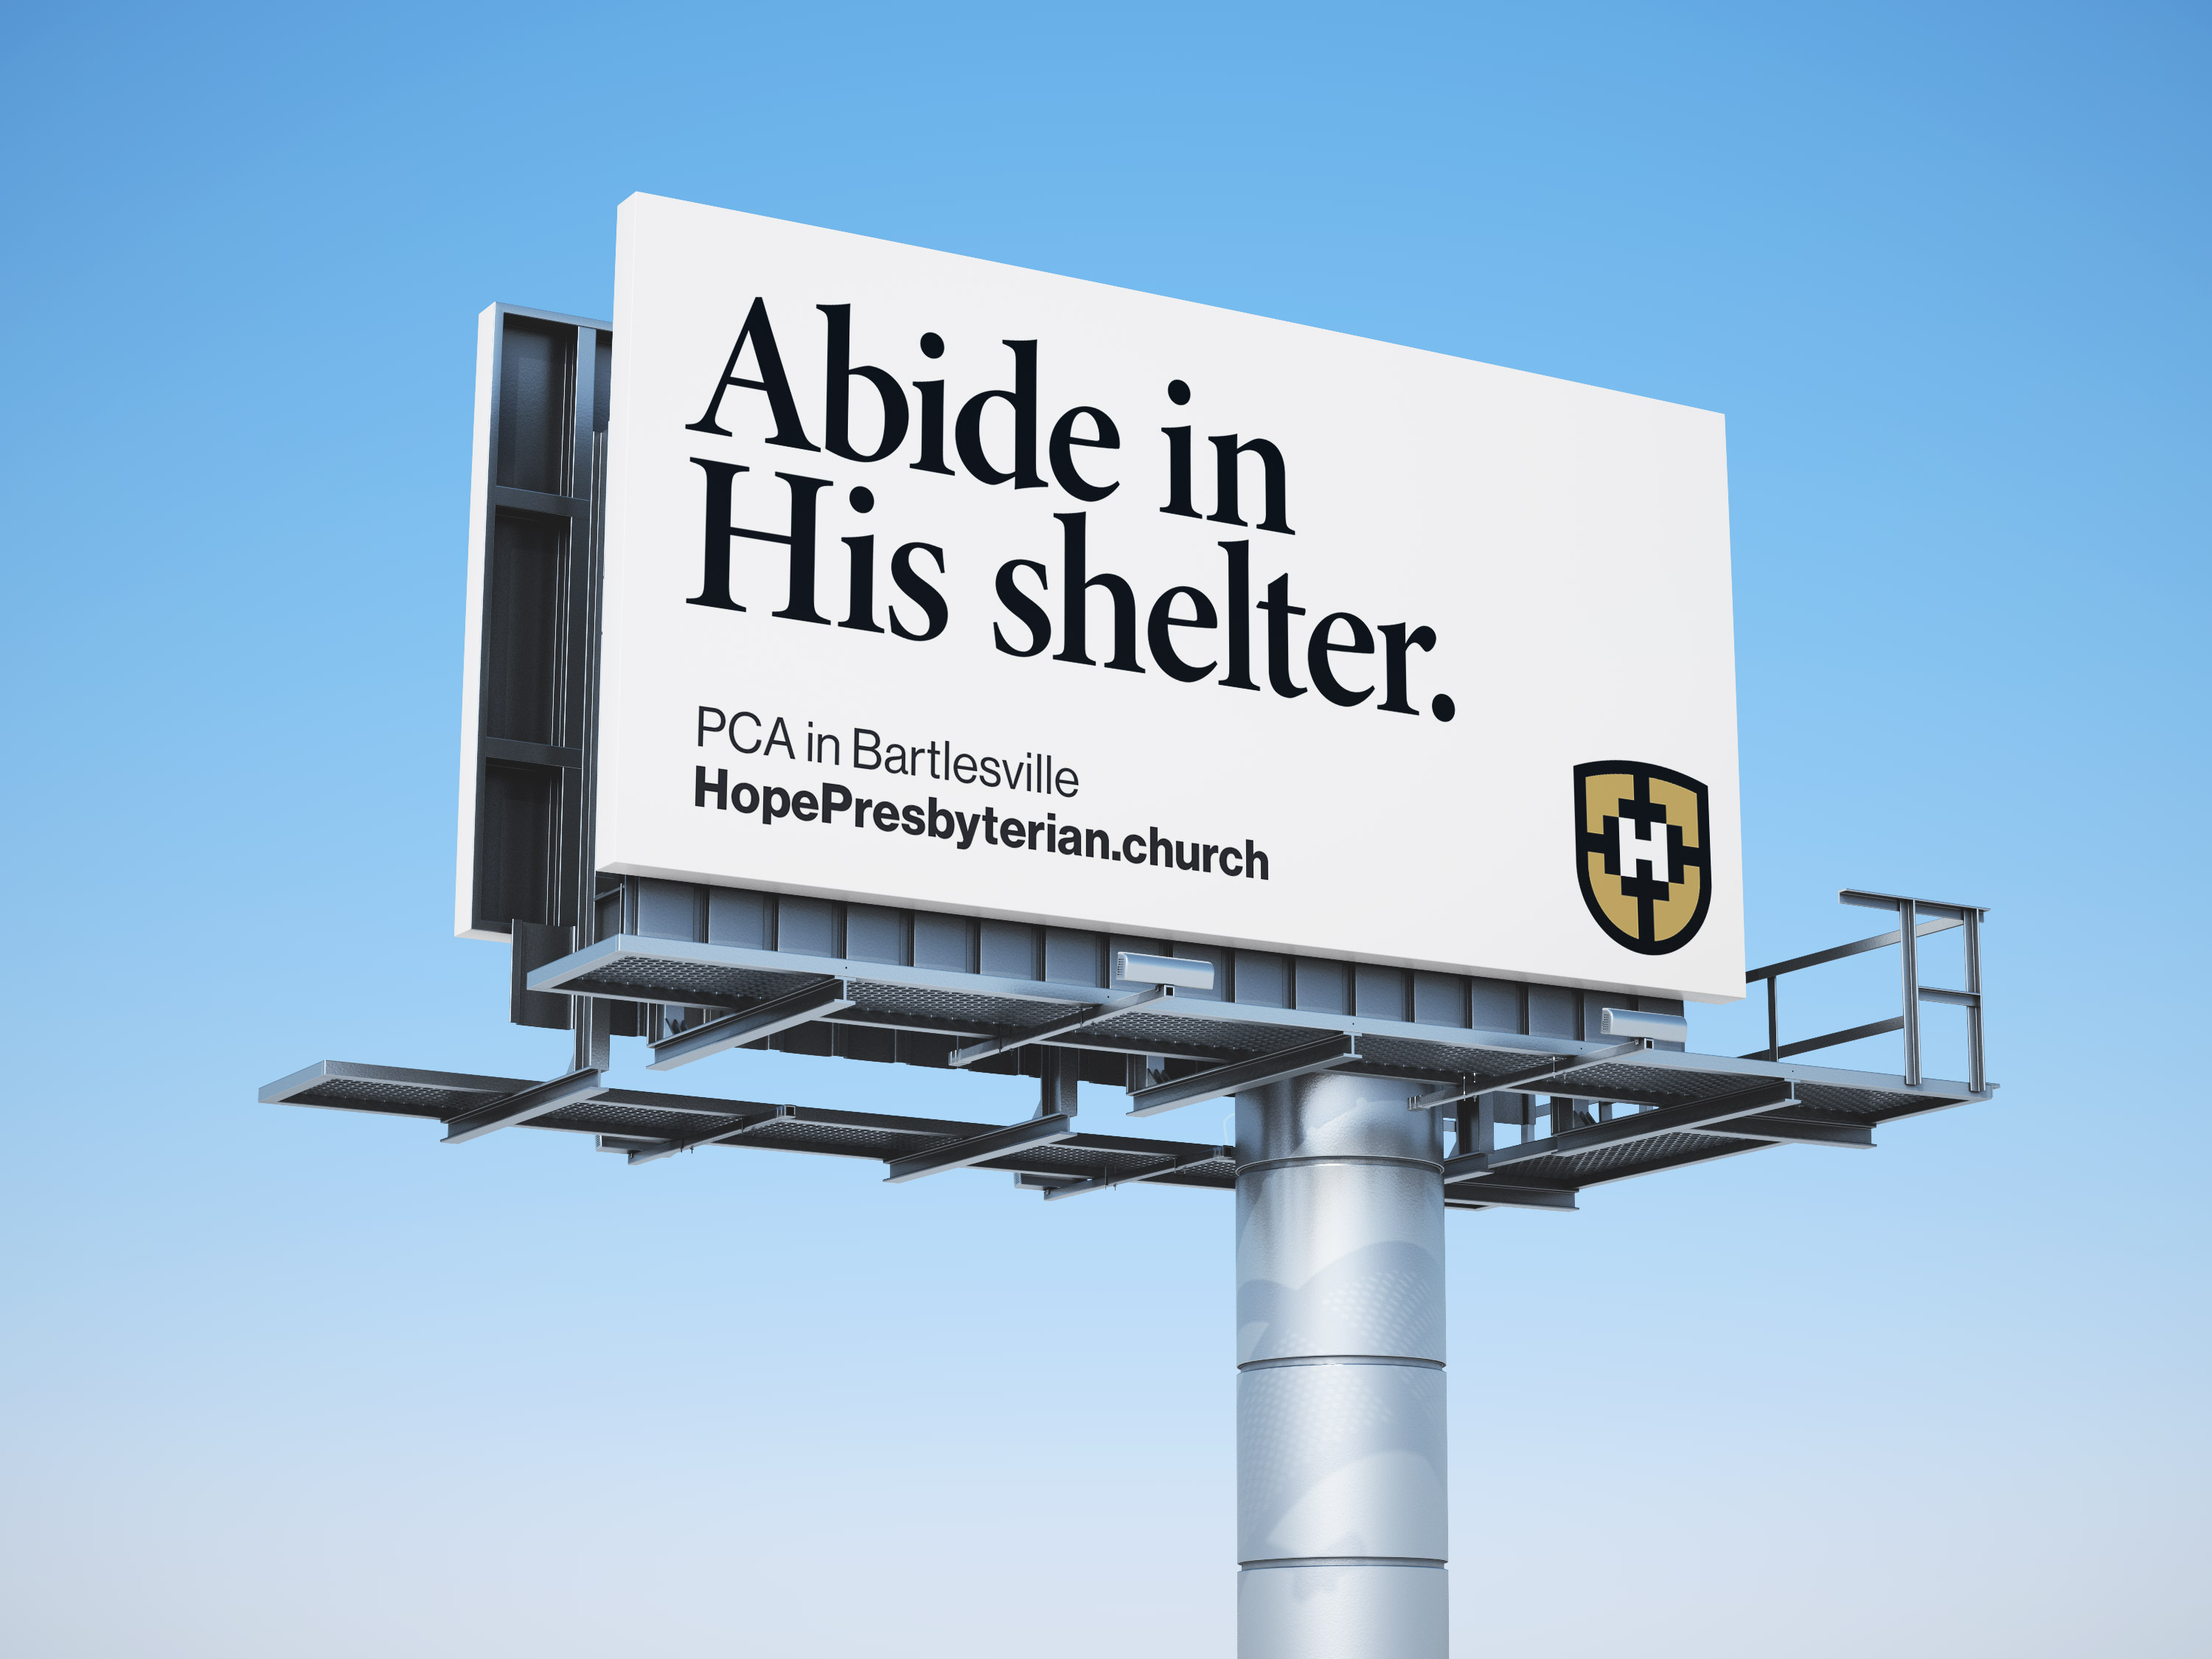 Abide in
His shelter.
PCA in Bartlesville
HopePresbyterian.church
H